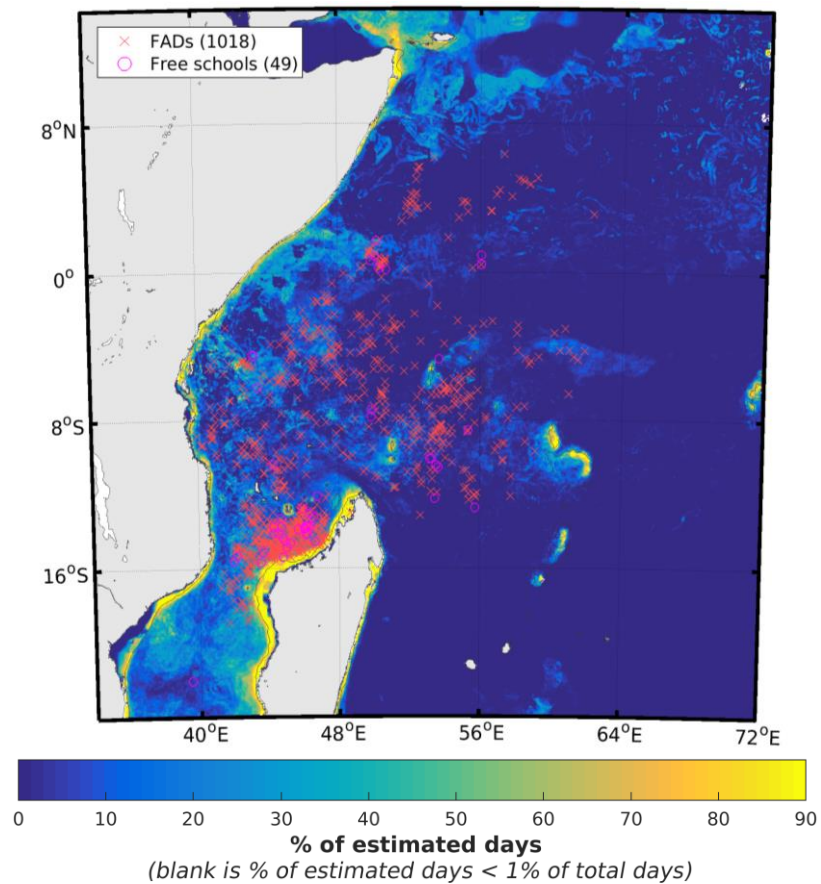 FADs (1018)
Free schools (49)
8°N
0°
8°S
16°S
40°E 48°E 56°E 64°E 72°E
0 10 20 30 40 50 60 70 80 90
% of estimated days
(blank is % of estimated days < 1% of total days)